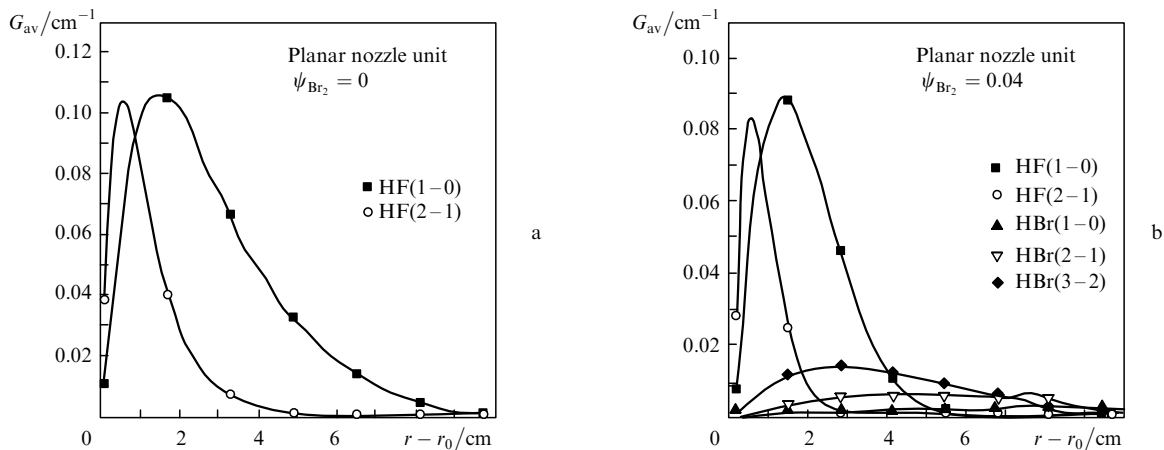 G_av/cm⁻¹
0.12
0.10
0.08
0.06
0.04
0.02
0
2
4
6
r − r₀/cm
Planar nozzle unit
ψ_Br₂ = 0
HF(1−0)
HF(2−1)
a
G_av/cm⁻¹
0.10
0.08
0.06
0.04
0.02
0
2
4
6
8
r − r₀/cm
Planar nozzle unit
ψ_Br₂ = 0.04
HF(1−0)
HF(2−1)
HBr(1−0)
HBr(2−1)
HBr(3−2)
b